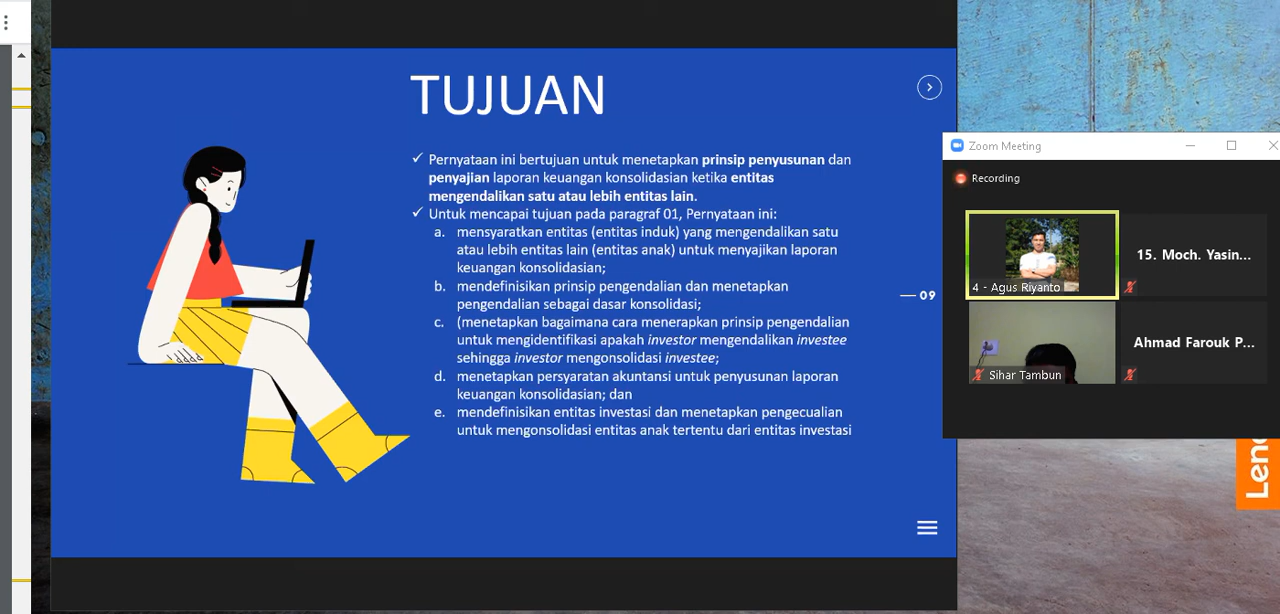 TUJUAN
✓ Pernyataan ini bertujuan untuk menetapkan prinsip penyusunan dan
penyajian laporan keuangan konsolidasian ketika entitas
mengendalikan satu atau lebih entitas lain.
✓ Untuk mencapai tujuan pada paragraf 01, Pernyataan ini:
a. mensyaratkan entitas (entitas induk) yang mengendalikan satu
atau lebih entitas lain (entitas anak) untuk menyajikan laporan
keuangan konsolidasian;
b. mendefinisikan prinsip pengendalian dan menetapkan
pengendalian sebagai dasar konsolidasi;
c. (menetapkan bagaimana cara menerapkan prinsip pengendalian
untuk mengidentifikasi apakah investor mengendalikan investee
sehingga investor mengonsolidasi investee;
d. menetapkan persyaratan akuntansi untuk penyusunan laporan
keuangan konsolidasian; dan
e. mendefinisikan entitas investasi dan menetapkan pengecualian
untuk mengonsolidasi entitas anak tertentu dari entitas investasi
09
Zoom Meeting
Recording
4 - Agus Riyanto
15. Moch. Yasin...
Sihar Tambun
Ahmad Farouk P...
Leno